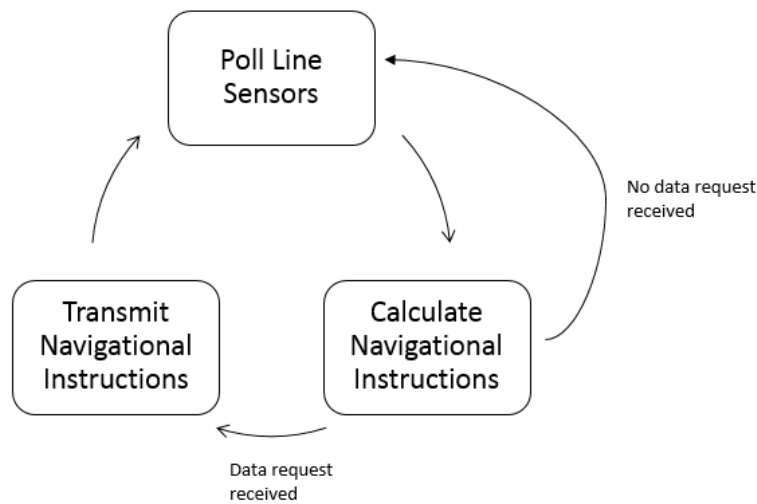 Poll Line
Sensors
No data request
received
Transmit
Navigational
Instructions
Calculate
Navigational
Instructions
Data request
received